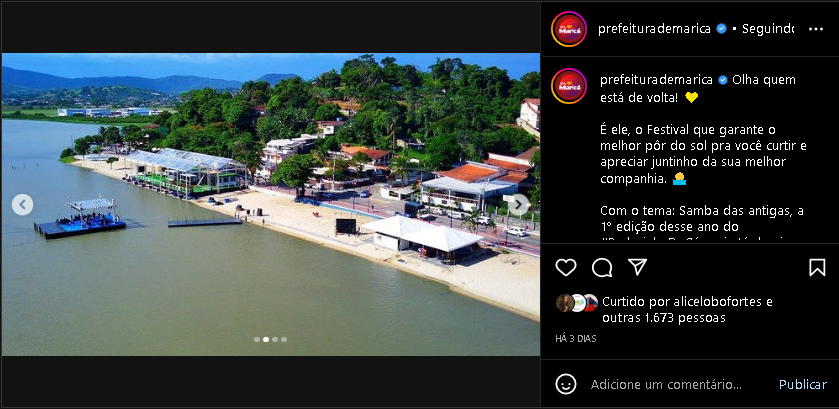 prefeiturademarica • Seguindo
prefeiturademarica Olha quem
está de volta! 💛
É ele, o Festival que garante o
melhor pôr do sol pra você curtir e
apreciar juntinho da sua melhor
companhia.
Com o tema: Samba das antigas, a
1° edição desse ano do
Curtido por alicelobofortes e
outras 1.673 pessoas
HÁ 3 DIAS
Adicione um comentário...
Publicar